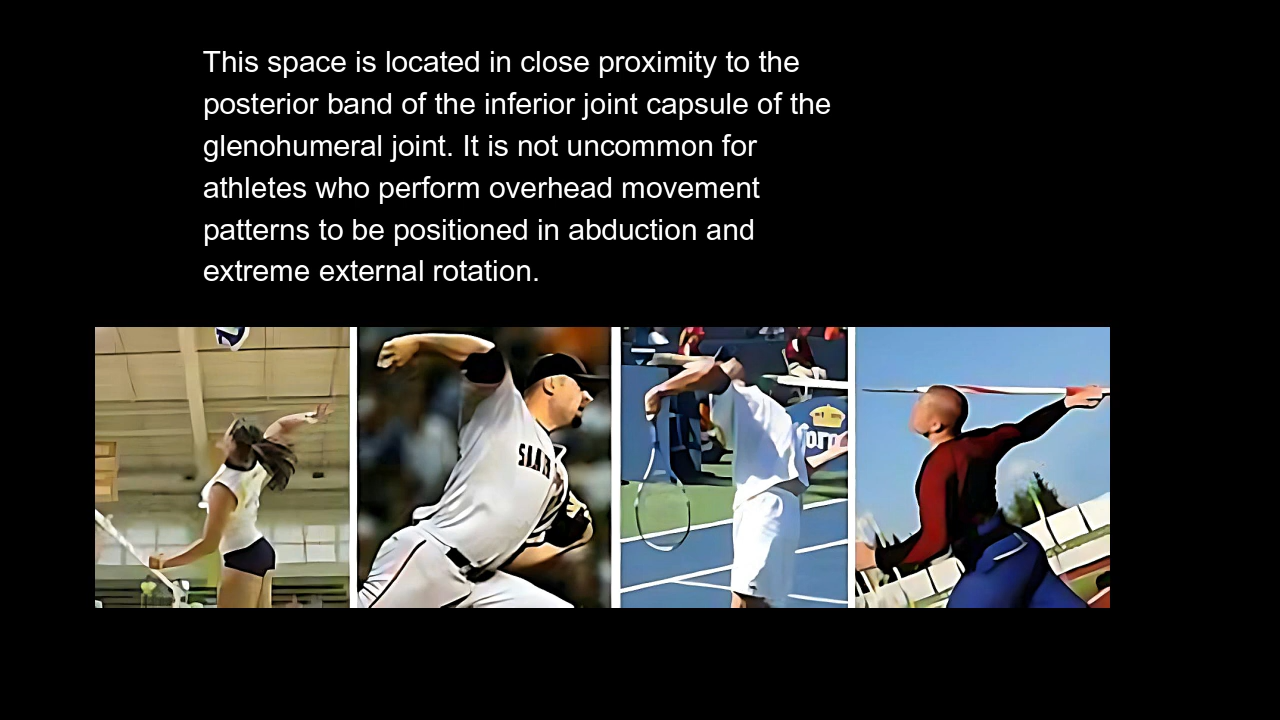 This space is located in close proximity to the
posterior band of the inferior joint capsule of the
glenohumeral joint. It is not uncommon for
athletes who perform overhead movement
patterns to be positioned in abduction and
extreme external rotation.